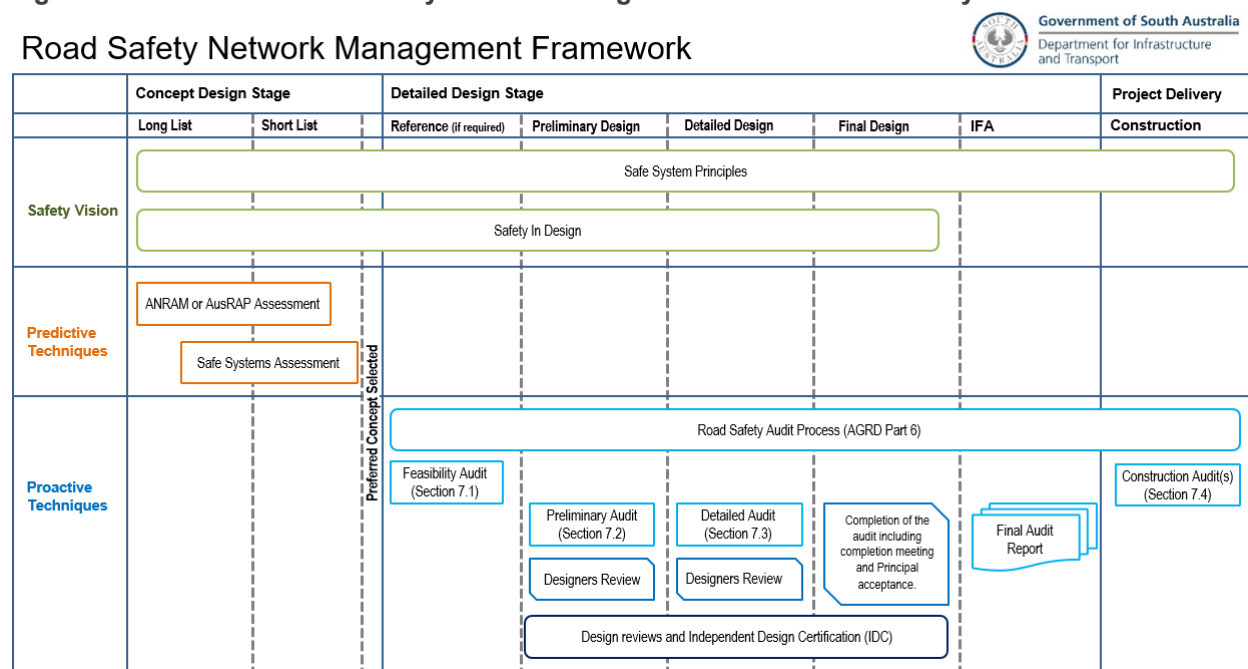 Road Safety Network Management Framework
Government of South Australia
Department for Infrastructure
and Transport
SOUTH
AUSTRALIA
Concept Design Stage
Detailed Design Stage
Project Delivery
Long List
Short List
Reference (if required)
Preliminary Design
Detailed Design
Final Design
IFA
Construction
Safety Vision
Safe System Principles
Safety In Design
Predictive
Techniques
ANRAM or AusRAP Assessment
Safe Systems Assessment
Preferred Concept Selected
Proactive
Techniques
Road Safety Audit Process (AGRD Part 6)
Feasibility Audit
(Section 7.1)
Preliminary Audit
(Section 7.2)
Designers Review
Detailed Audit
(Section 7.3)
Designers Review
Completion of the
audit including
completion meeting
and Principal
acceptance.
Final Audit
Report
Construction Audit(s)
(Section 7.4)
Design reviews and Independent Design Certification (IDC)